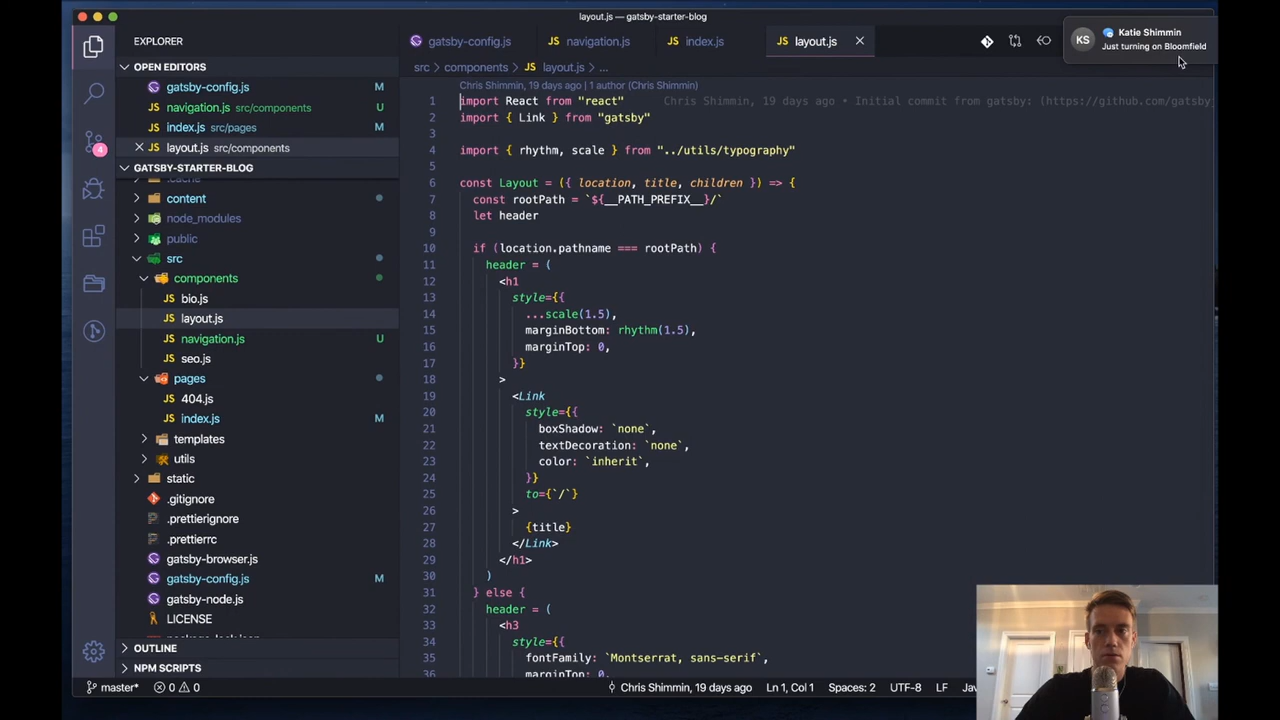 layout.js — gatsby-starter-blog
EXPLORER
OPEN EDITORS
gatsby-config.js M
navigation.js src/components U
index.js src/pages M
layout.js src/components
GATSBY-STARTER-BLOG
.cache
content
node_modules
public
src
components
bio.js
layout.js
navigation.js U
seo.js
pages
404.js
index.js M
templates
utils
static
.gitignore
.prettierignore
.prettierrc
gatsby-browser.js
gatsby-config.js M
gatsby-node.js
LICENSE
package-lock.json
OUTLINE
NPM SCRIPTS
4
gatsby-config.js navigation.js index.js layout.js
KS
Katie Shimmin
Just turning on Bloomfield
src > components > JS layout.js > ...
Chris Shimmin, 19 days ago | 1 author (Chris Shimmin)
1 import React from "react" Chris Shimmin, 19 days ago • Initial commit from gatsby: (https://github.com/gatsby
2 import { Link } from "gatsby"
3
4 import { rhythm, scale } from "../utils/typography"
5
6 const Layout = ({ location, title, children }) => {
7 const rootPath = `${__PATH_PREFIX__}/`
8 let header
9
10 if (location.pathname === rootPath) {
11 header = (
12 <h1
13 style={{
14 ...scale(1.5),
15 marginBottom: rhythm(1.5),
16 marginTop: 0,
17 }}
18 >
19 <Link
20 style={{
21 boxShadow: `none`,
22 textDecoration: `none`,
23 color: `inherit`,
24 }}
25 to={`/`}
26 >
27 {title}
28 </Link>
29 </h1>
30 )
31 } else {
32 header = (
33 <h3
34 style={{
35 fontFamily: `Montserrat, sans-serif`,
36 marginTop: 0,
master* 0 0 Chris Shimmin, 19 days ago Ln 1, Col 1 Spaces: 2 UTF-8 LF